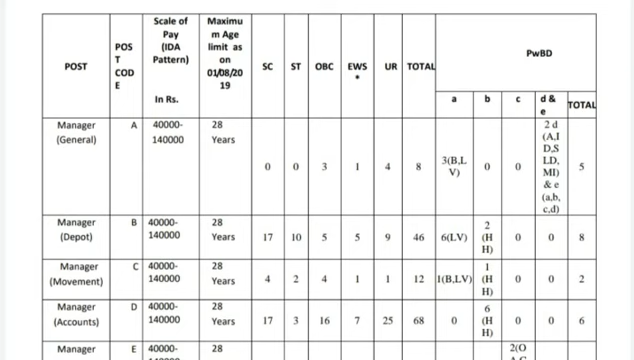 POST
POS
T
COD
E
Scale of
Pay
(IDA
Pattern)
In Rs.
Maximu
m Age
limit as
on
01/08/20
19
SC
ST
OBC
EWS
*
UR
TOTAL
PwBD
a
b
c
d &
e
TOTAL
Manager
(General)
A
40000-
140000
28
Years
0
0
3
1
4
8
3(B,L
V)
0
0
2 d
(A,I
D,S
LD,
MI)
& e
(a,b,
c,d)
5
Manager
(Depot)
B
40000-
140000
28
Years
17
10
5
5
9
46
6(LV)
2
(H
H)
0
0
8
Manager
(Movement)
C
40000-
140000
28
Years
4
2
4
1
1
12
1(B,LV)
1
(H
H)
0
0
2
Manager
(Accounts)
D
40000-
140000
28
Years
17
3
16
7
25
68
0
6
(H
H)
0
0
6
Manager
E
40000-
28
2(O